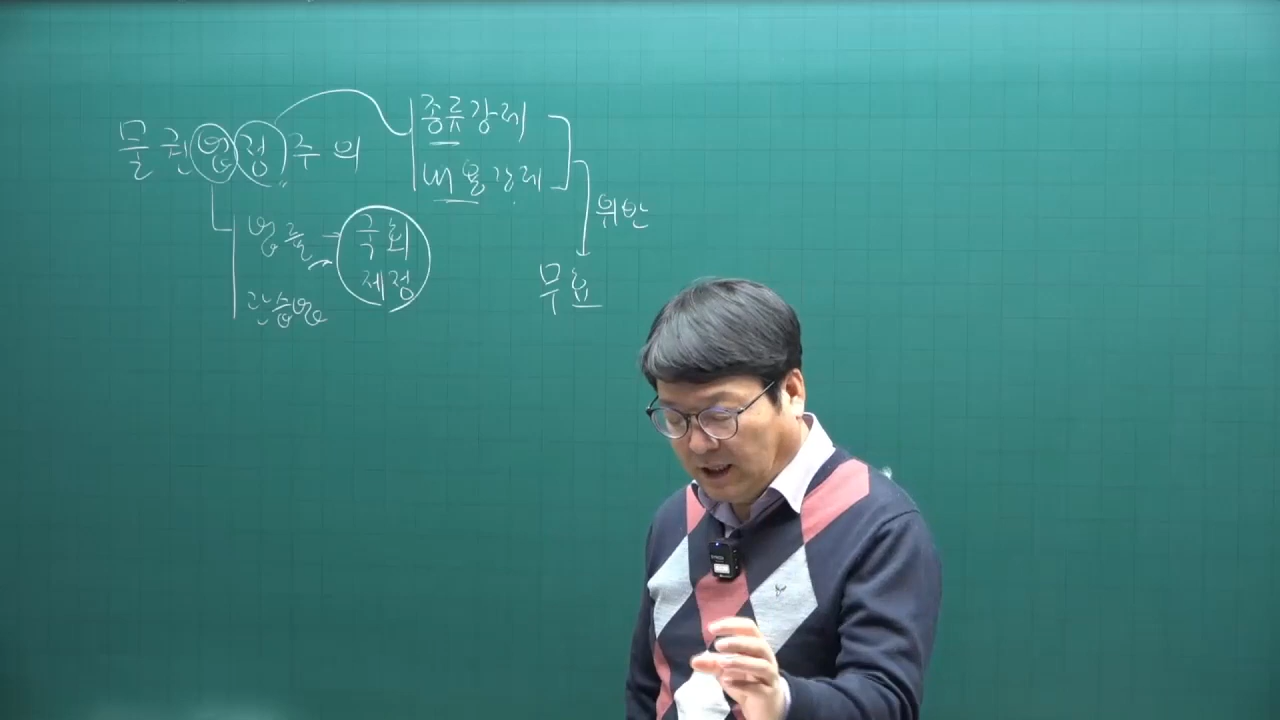 물권법정주의
종류강제
내용강제
위반
무효
법률 → 국회
제정
관습법